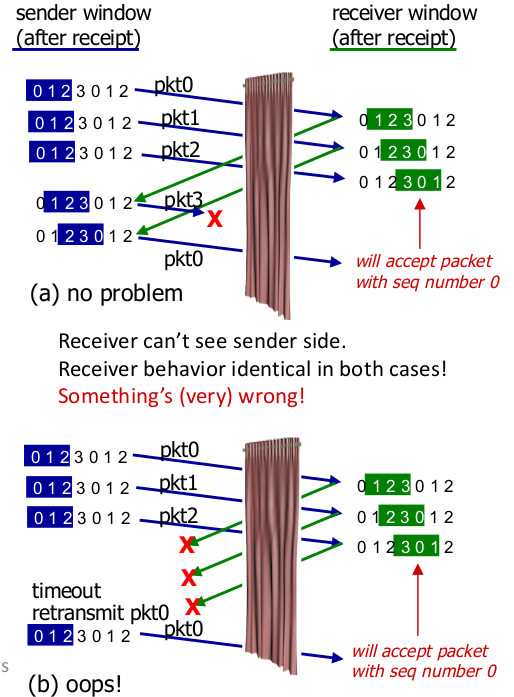 sender window
(after receipt)
receiver window
(after receipt)
0 1 2 3 0 1 2
pkt0
0 1 2 3 0 1 2
pkt1
0 1 2 3 0 1 2
pkt2
0 1 2 3 0 1 2
0 1 2 3 0 1 2
0 1 2 3 0 1 2
0 1 2 3 0 1 2
pkt3
X
0 1 2 3 0 1 2
pkt0
will accept packet
with seq number 0
(a) no problem
Receiver can’t see sender side.
Receiver behavior identical in both cases!
Something’s (very) wrong!
0 1 2 3 0 1 2
pkt0
0 1 2 3 0 1 2
pkt1
0 1 2 3 0 1 2
pkt2
0 1 2 3 0 1 2
0 1 2 3 0 1 2
0 1 2 3 0 1 2
X
X
X
timeout
retransmit pkt0
0 1 2 3 0 1 2
pkt0
will accept packet
with seq number 0
s
(b) oops!